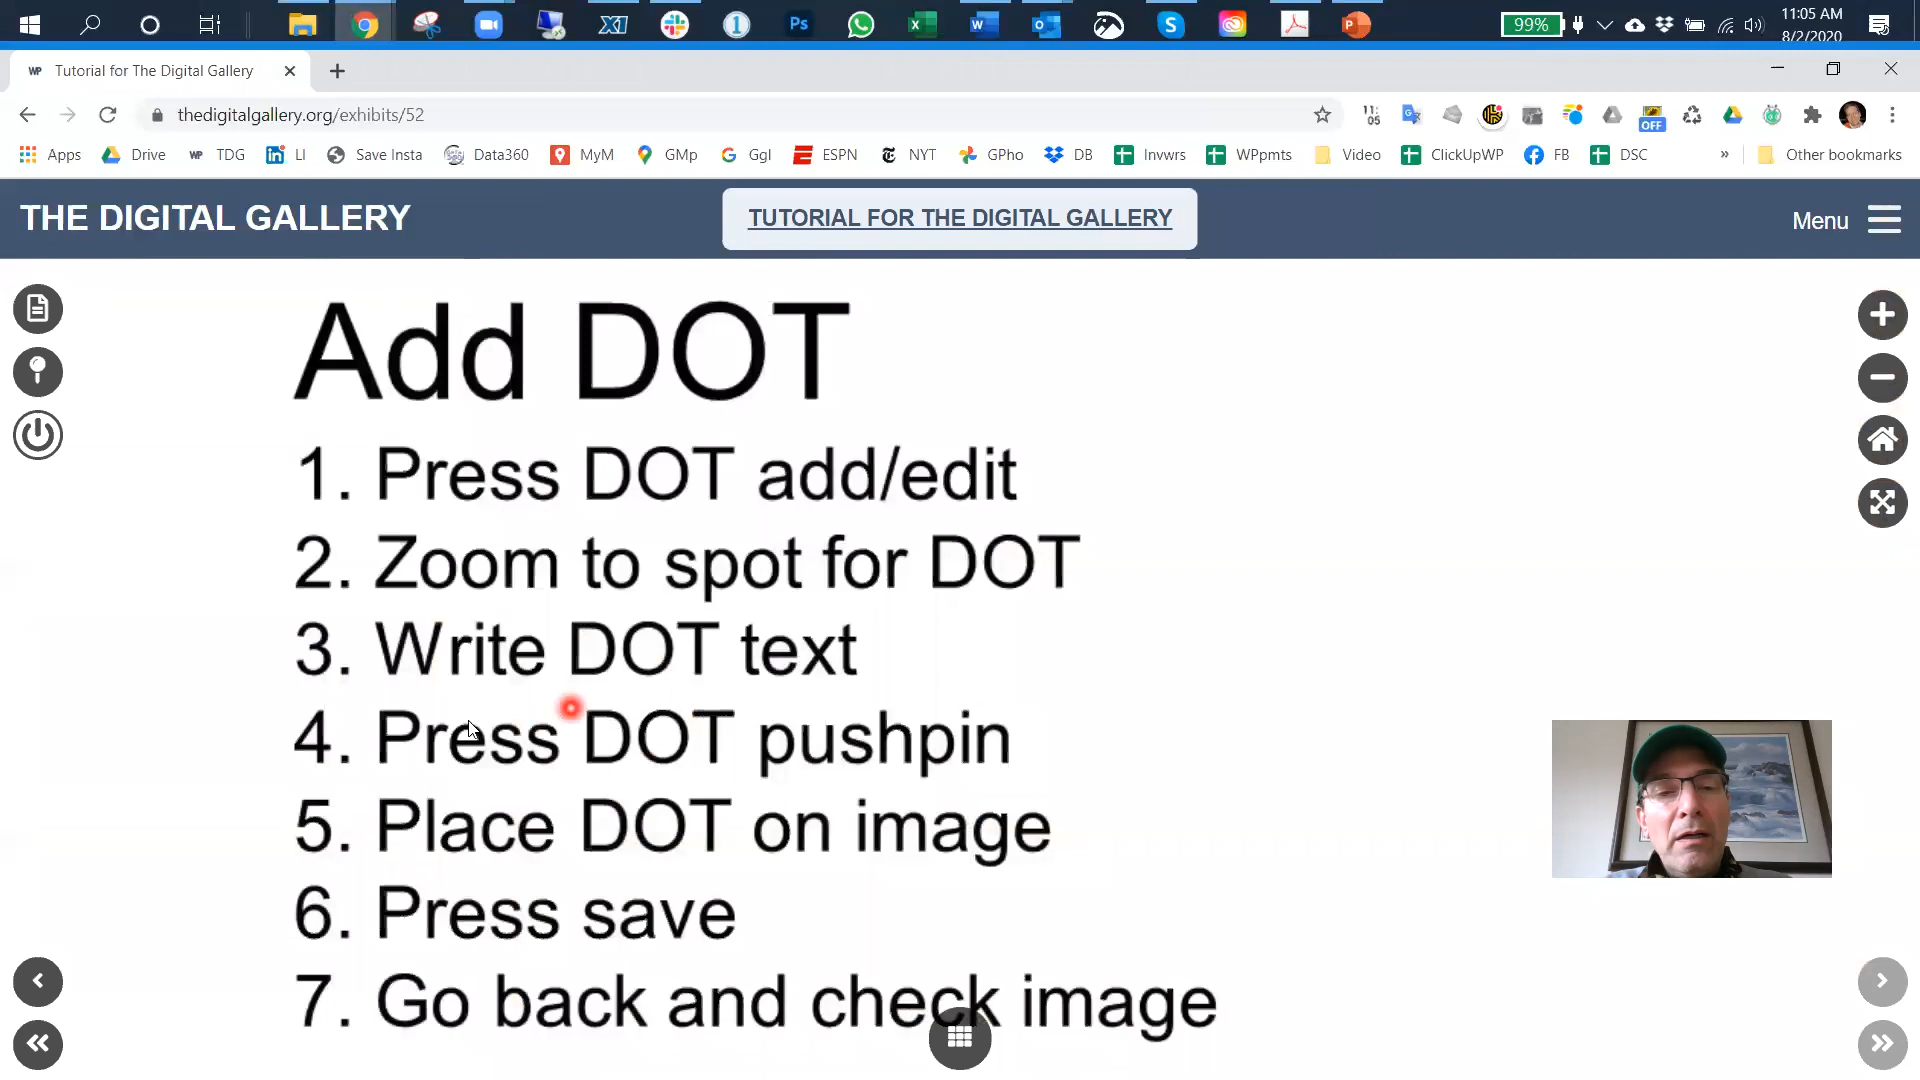 99%
11:05 AM
8/2/2020
Tutorial for The Digital Gallery
thedigitalgallery.org/exhibits/52
11:
05
OFF
Apps Drive WP TDG LI Save Insta Data360 MyM GMp Ggl ESPN NYT GPho DB Invwrs WPpmts Video ClickUpWP FB DSC » Other bookmarks
THE DIGITAL GALLERY
TUTORIAL FOR THE DIGITAL GALLERY
Menu
Add DOT
1. Press DOT add/edit
2. Zoom to spot for DOT
3. Write DOT text
4. Press DOT pushpin
5. Place DOT on image
6. Press save
7. Go back and check image